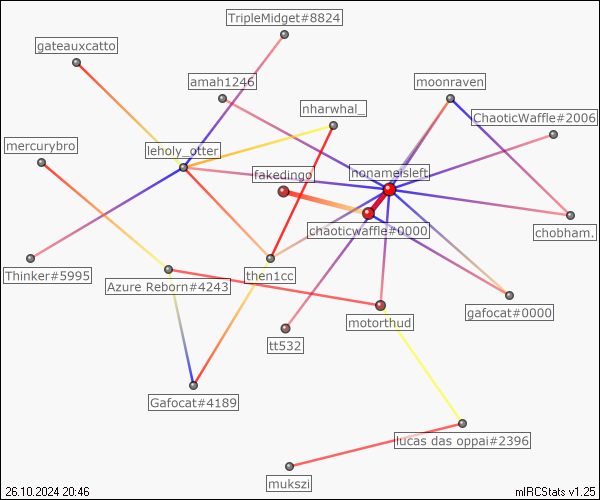 TripleMidget#8824
gateauxcatto
amah1246
moonraven
nharwhal_
ChaoticWaffle#2006
mercurybro
leholy_otter
fakedingo
nonameisleft
chaoticwaffle#0000
chobham.
Thinker#5995
Azure Reborn#4243
then1cc
gafocat#0000
motorthud
tt532
Gafocat#4189
lucas das oppai#2396
mukszi
26.10.2024 20:46
mIRCStats v1.25